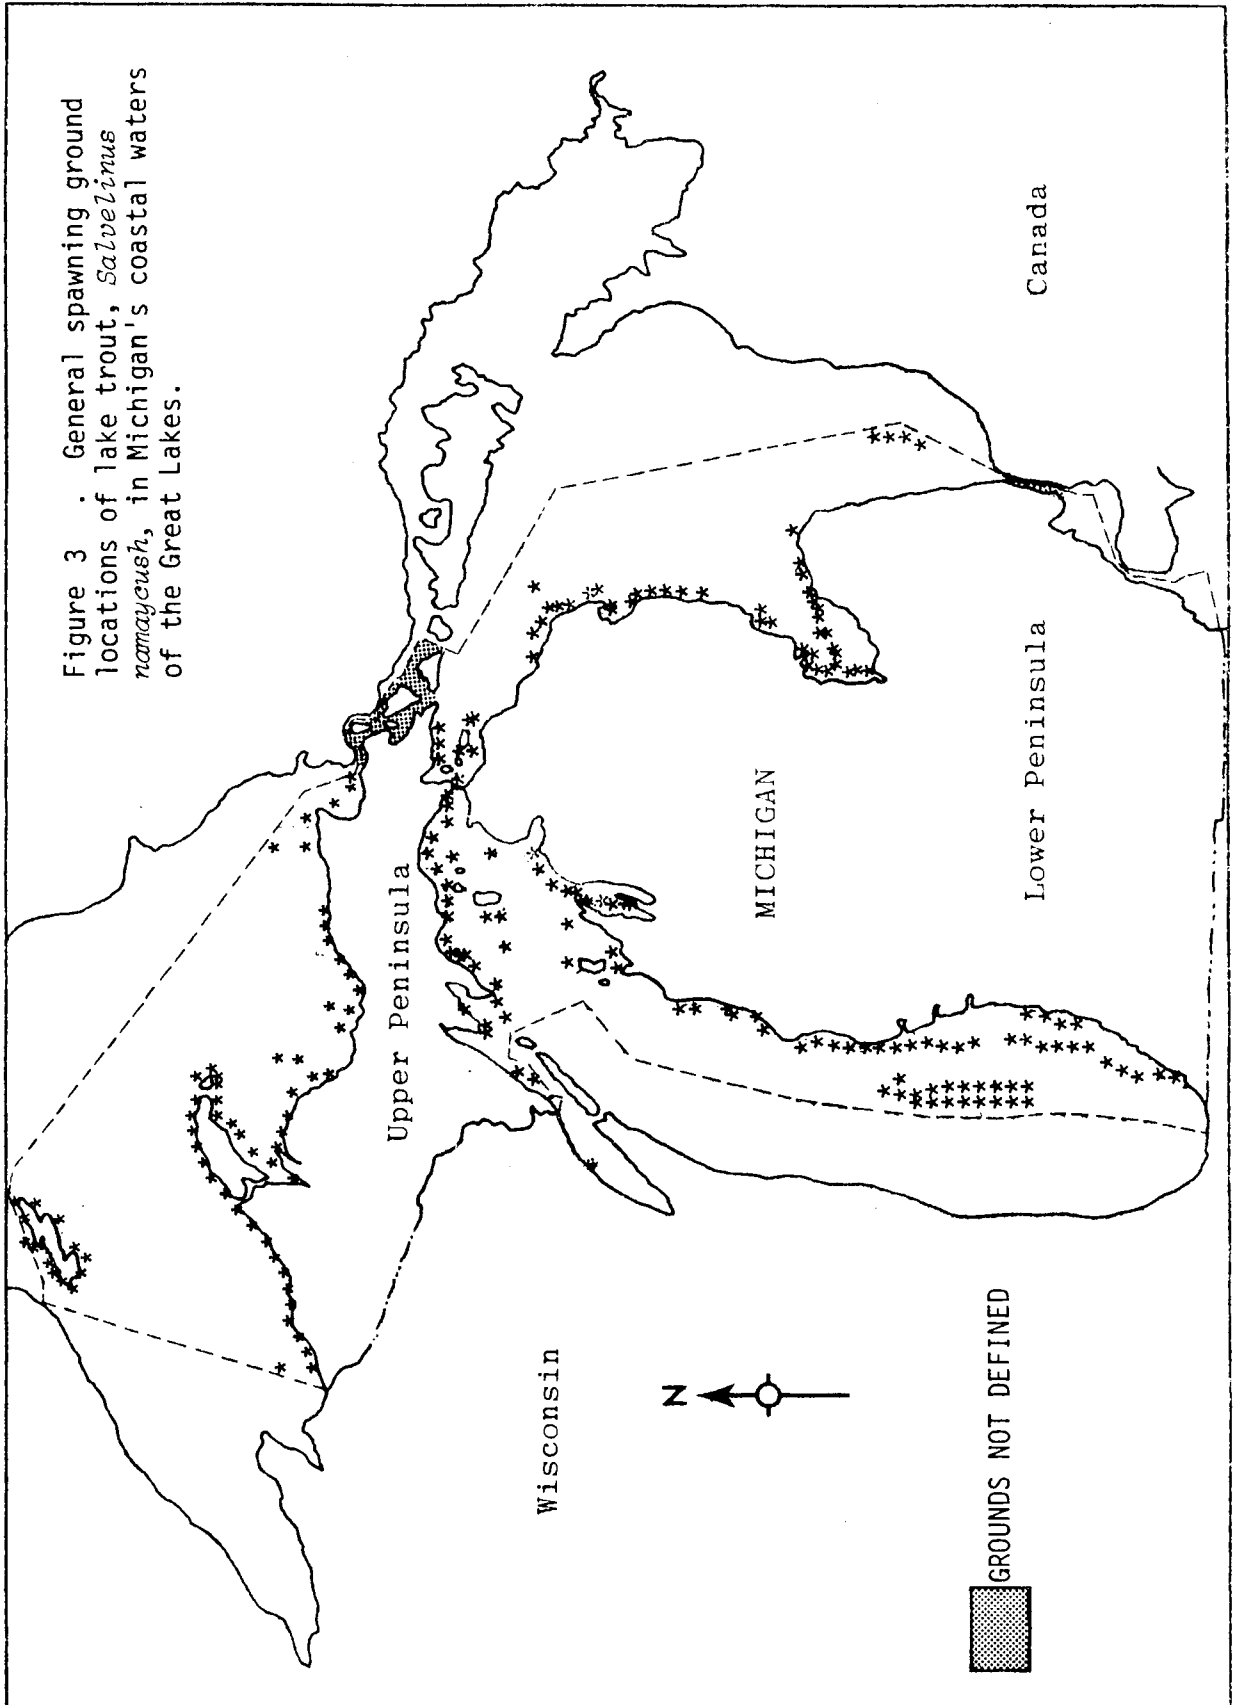 Figure 3 . General spawning ground
locations of lake trout, Salvelinus
namaycush, in Michigan's coastal waters
of the Great Lakes.
Upper Peninsula
Wisconsin
N
MICHIGAN
Canada
Lower Peninsula
GROUNDS NOT DEFINED